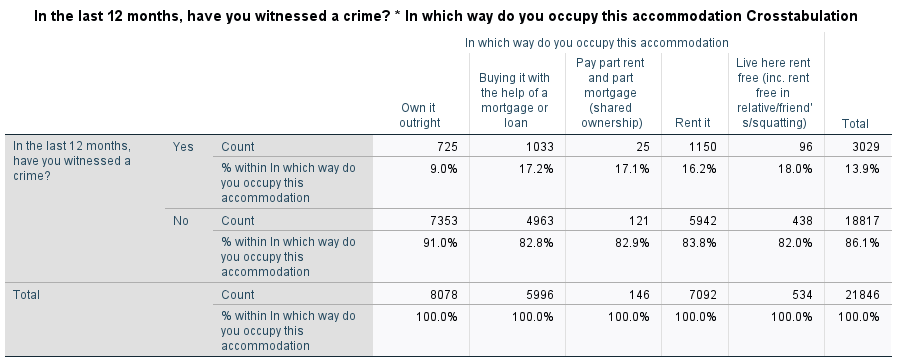 In the last 12 months, have you witnessed a crime? * In which way do you occupy this accommodation Crosstabulation
In which way do you occupy this accommodation
Own it
outright
Buying it with
the help of a
mortgage or
loan
Pay part rent
and part
mortgage
(shared
ownership)
Rent it
Live here rent
free (inc. rent
free in
relative/friend'
s/squatting)
Total
In the last 12 months,
have you witnessed a
crime?
Yes
Count
725 1033 25 1150 96 3029
% within In which way do
you occupy this
accommodation
9.0% 17.2% 17.1% 16.2% 18.0% 13.9%
No
Count
7353 4963 121 5942 438 18817
% within In which way do
you occupy this
accommodation
91.0% 82.8% 82.9% 83.8% 82.0% 86.1%
Total
Count
8078 5996 146 7092 534 21846
% within In which way do
you occupy this
accommodation
100.0% 100.0% 100.0% 100.0% 100.0% 100.0%